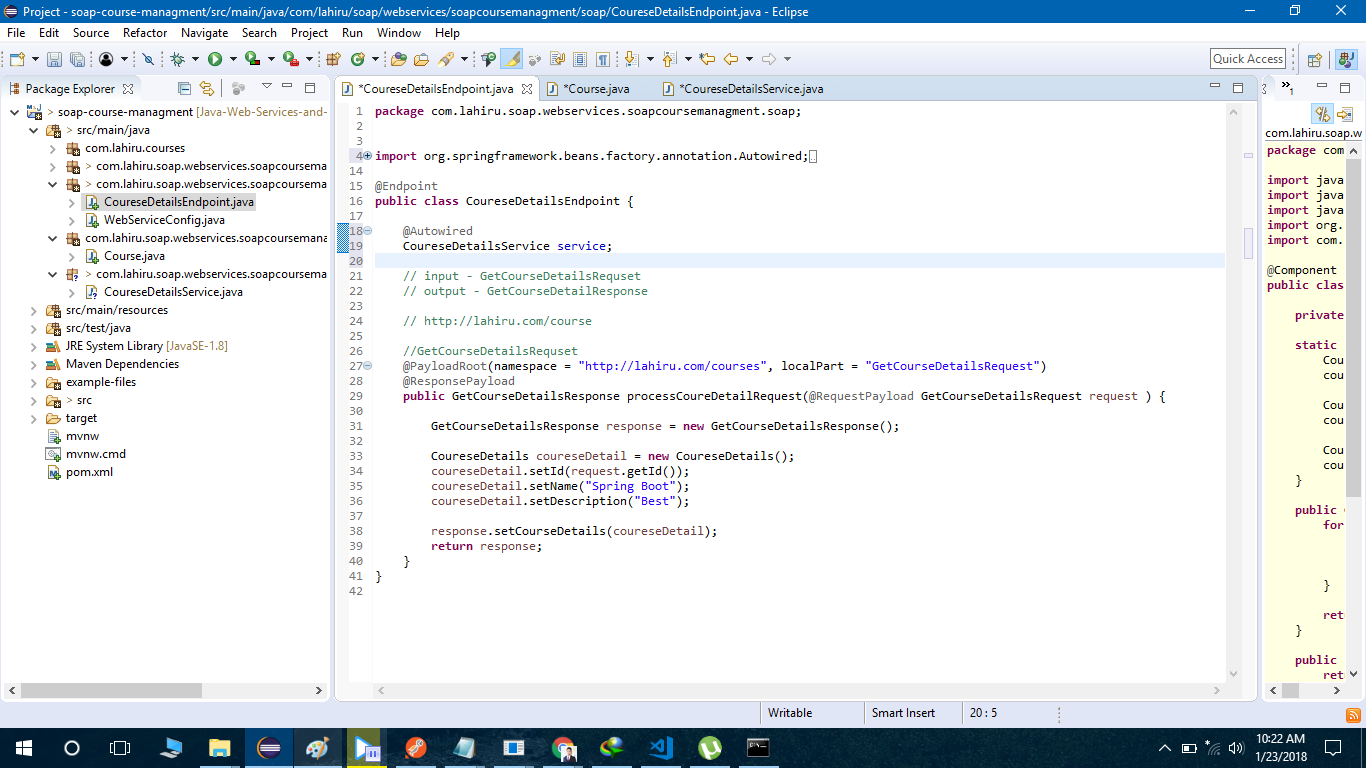 Project - soap-course-managment/src/main/java/com/lahiru/soap/webservices/soapcoursemanagment/soap/CoureseDetailsEndpoint.java - Eclipse
File Edit Source Refactor Navigate Search Project Run Window Help
Quick Access
Package Explorer
> soap-course-managment [Java-Web-Services-and-
> src/main/java
com.lahiru.courses
> com.lahiru.soap.webservices.soapcoursema
> com.lahiru.soap.webservices.soapcoursema
CoureseDetailsEndpoint.java
WebServiceConfig.java
com.lahiru.soap.webservices.soapcoursemana
Course.java
> com.lahiru.soap.webservices.soapcoursema
CoureseDetailsService.java
src/main/resources
src/test/java
JRE System Library [JavaSE-1.8]
Maven Dependencies
example-files
> src
target
mvnw
mvnw.cmd
pom.xml
*CoureseDetailsEndpoint.java *Course.java *CoureseDetailsService.java
1 package com.lahiru.soap.webservices.soapcoursemanagment.soap;
2
3
4 import org.springframework.beans.factory.annotation.Autowired;
14
15 @Endpoint
16 public class CoureseDetailsEndpoint {
17
18 @Autowired
19 CoureseDetailsService service;
20
21 // input - GetCourseDetailsRequset
22 // output - GetCourseDetailResponse
23
24 // http://lahiru.com/course
25
26 //GetCourseDetailsRequset
27 @PayloadRoot(namespace = "http://lahiru.com/courses", localPart = "GetCourseDetailsRequest")
28 @ResponsePayload
29 public GetCourseDetailsResponse processCoureDetailRequest(@RequestPayload GetCourseDetailsRequest request ) {
30
31 GetCourseDetailsResponse response = new GetCourseDetailsResponse();
32
33 CourseDetails coureseDetail = new CourseDetails();
34 coureseDetail.setId(request.getId());
35 coureseDetail.setName("Spring Boot");
36 coureseDetail.setDescription("Best");
37
38 response.setCourseDetails(coureseDetail);
39 return response;
40 }
41 }
42
1
com.lahiru.soap.w
package com
import java
import java
import java
import org.
import com.
@Component
public clas
private
static
Cou
cou
Cou
cou
Cou
cou
}
public
for
}
ret
}
public
ret
Writable Smart Insert 20 : 5
10:22 AM
1/23/2018